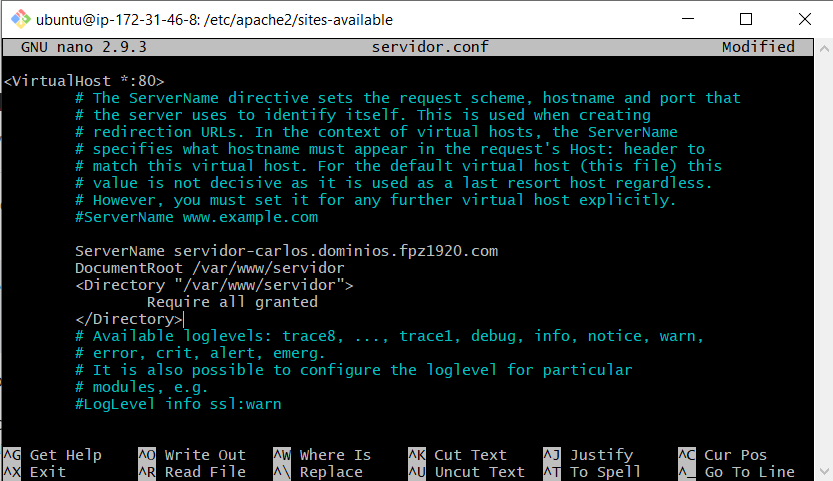 ubuntu@ip-172-31-46-8: /etc/apache2/sites-available
GNU nano 2.9.3 servidor.conf Modified
<VirtualHost *:80>
# The ServerName directive sets the request scheme, hostname and port that
# the server uses to identify itself. This is used when creating
# redirection URLs. In the context of virtual hosts, the ServerName
# specifies what hostname must appear in the request's Host: header to
# match this virtual host. For the default virtual host (this file) this
# value is not decisive as it is used as a last resort host regardless.
# However, you must set it for any further virtual host explicitly.
#ServerName www.example.com
ServerName servidor-carlos.dominios.fpz1920.com
DocumentRoot /var/www/servidor
<Directory "/var/www/servidor">
Require all granted
</Directory>
# Available loglevels: trace8, ..., trace1, debug, info, notice, warn,
# error, crit, alert, emerg.
# It is also possible to configure the loglevel for particular
# modules, e.g.
#LogLevel info ssl:warn
^G Get Help ^O Write Out ^W Where Is ^K Cut Text ^J Justify ^C Cur Pos
^X Exit ^R Read File ^\ Replace ^U Uncut Text ^T To Spell ^_ Go To Line